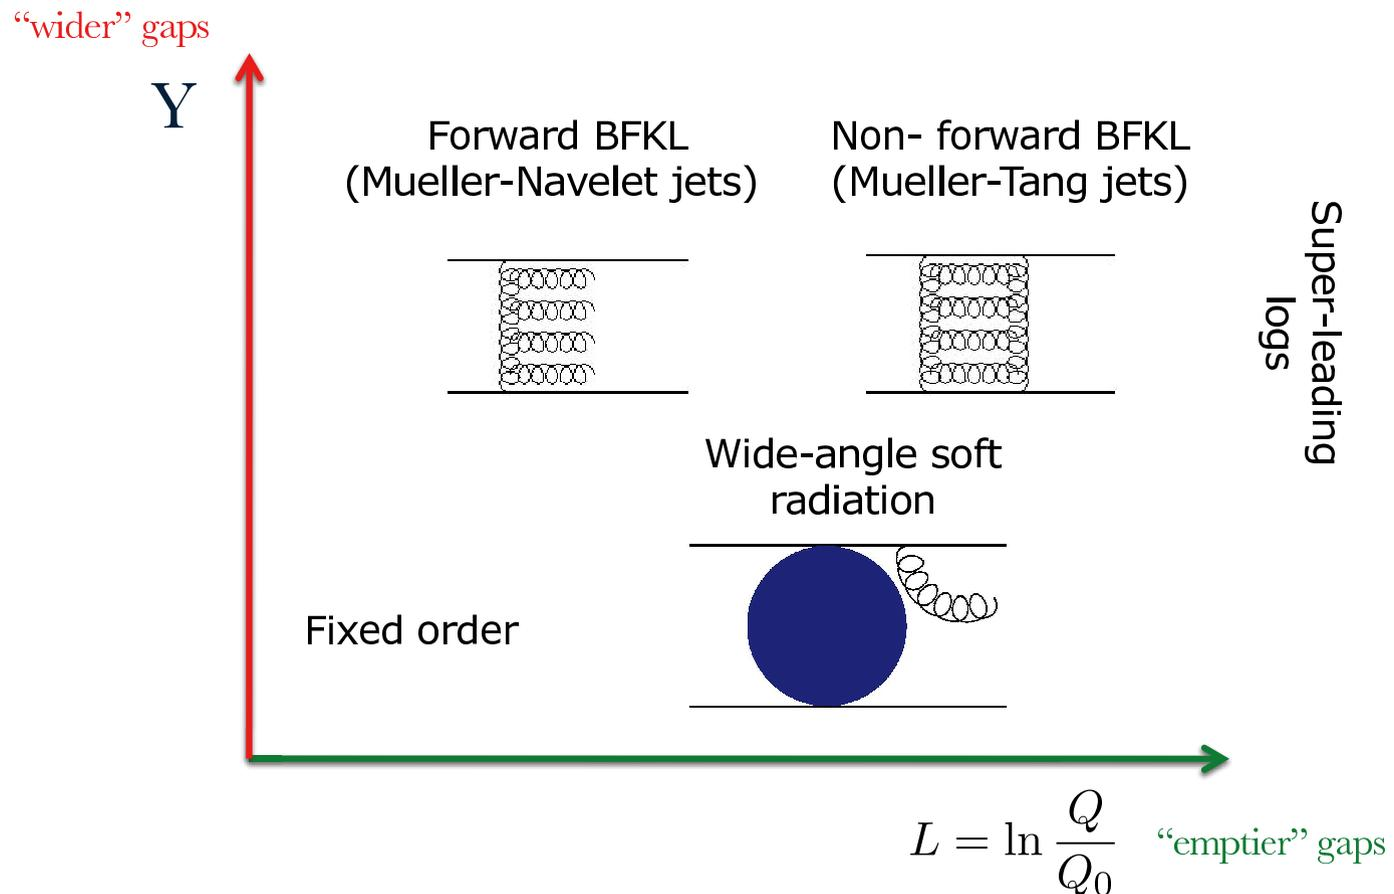 “wider” gaps
Y
Forward BFKL
(Mueller-Navelet jets)
Non- forward BFKL
(Mueller-Tang jets)
Super-leading
logs
Wide-angle soft
radiation
Fixed order
L = ln Q/Q₀
“emptier” gaps